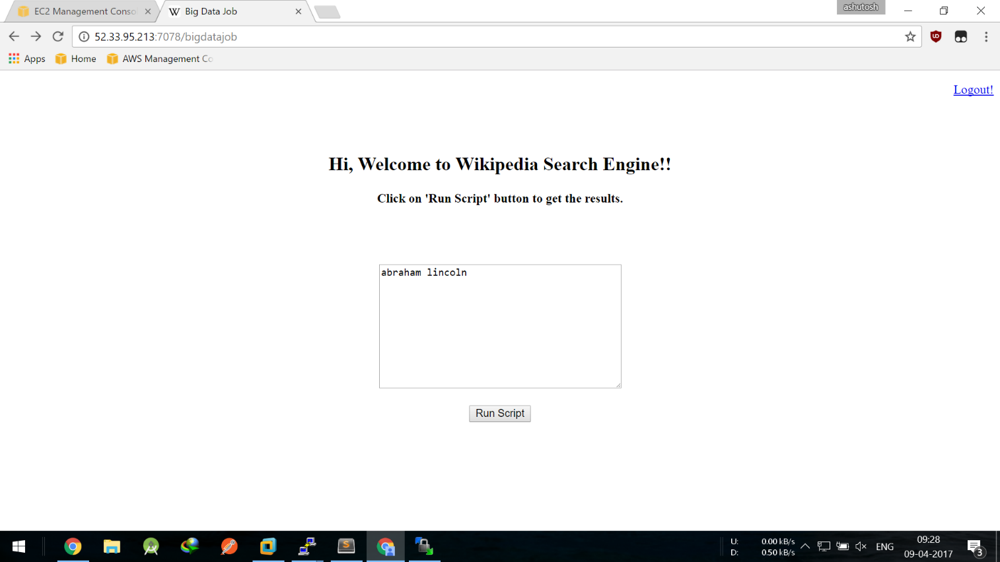 EC2 Management Conso
Big Data Job
ashutosh
52.33.95.213:7078/bigdatajob
Apps
Home
AWS Management Co
Logout!
Hi, Welcome to Wikipedia Search Engine!!
Click on 'Run Script' button to get the results.
abraham lincoln
Run Script
U: 0.00 kB/s
D: 0.50 kB/s
ENG
09:28
09-04-2017
3